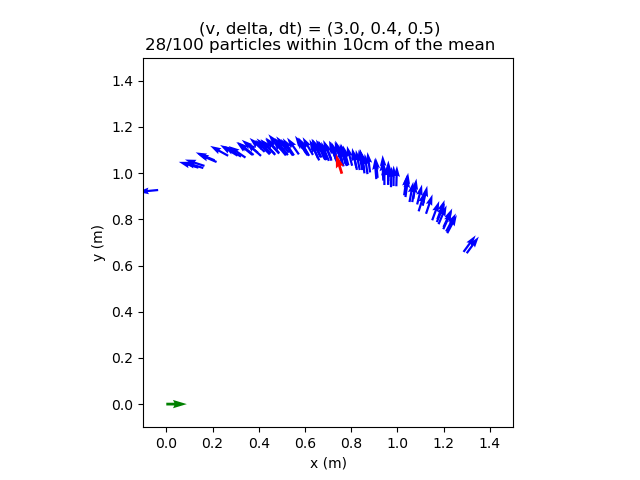 (v, delta, dt) = (3.0, 0.4, 0.5)
28/100 particles within 10cm of the mean
1.4
1.2
1.0
0.8
0.6
0.4
0.2
0.0
y (m)
0.0 0.2 0.4 0.6 0.8 1.0 1.2 1.4
x (m)